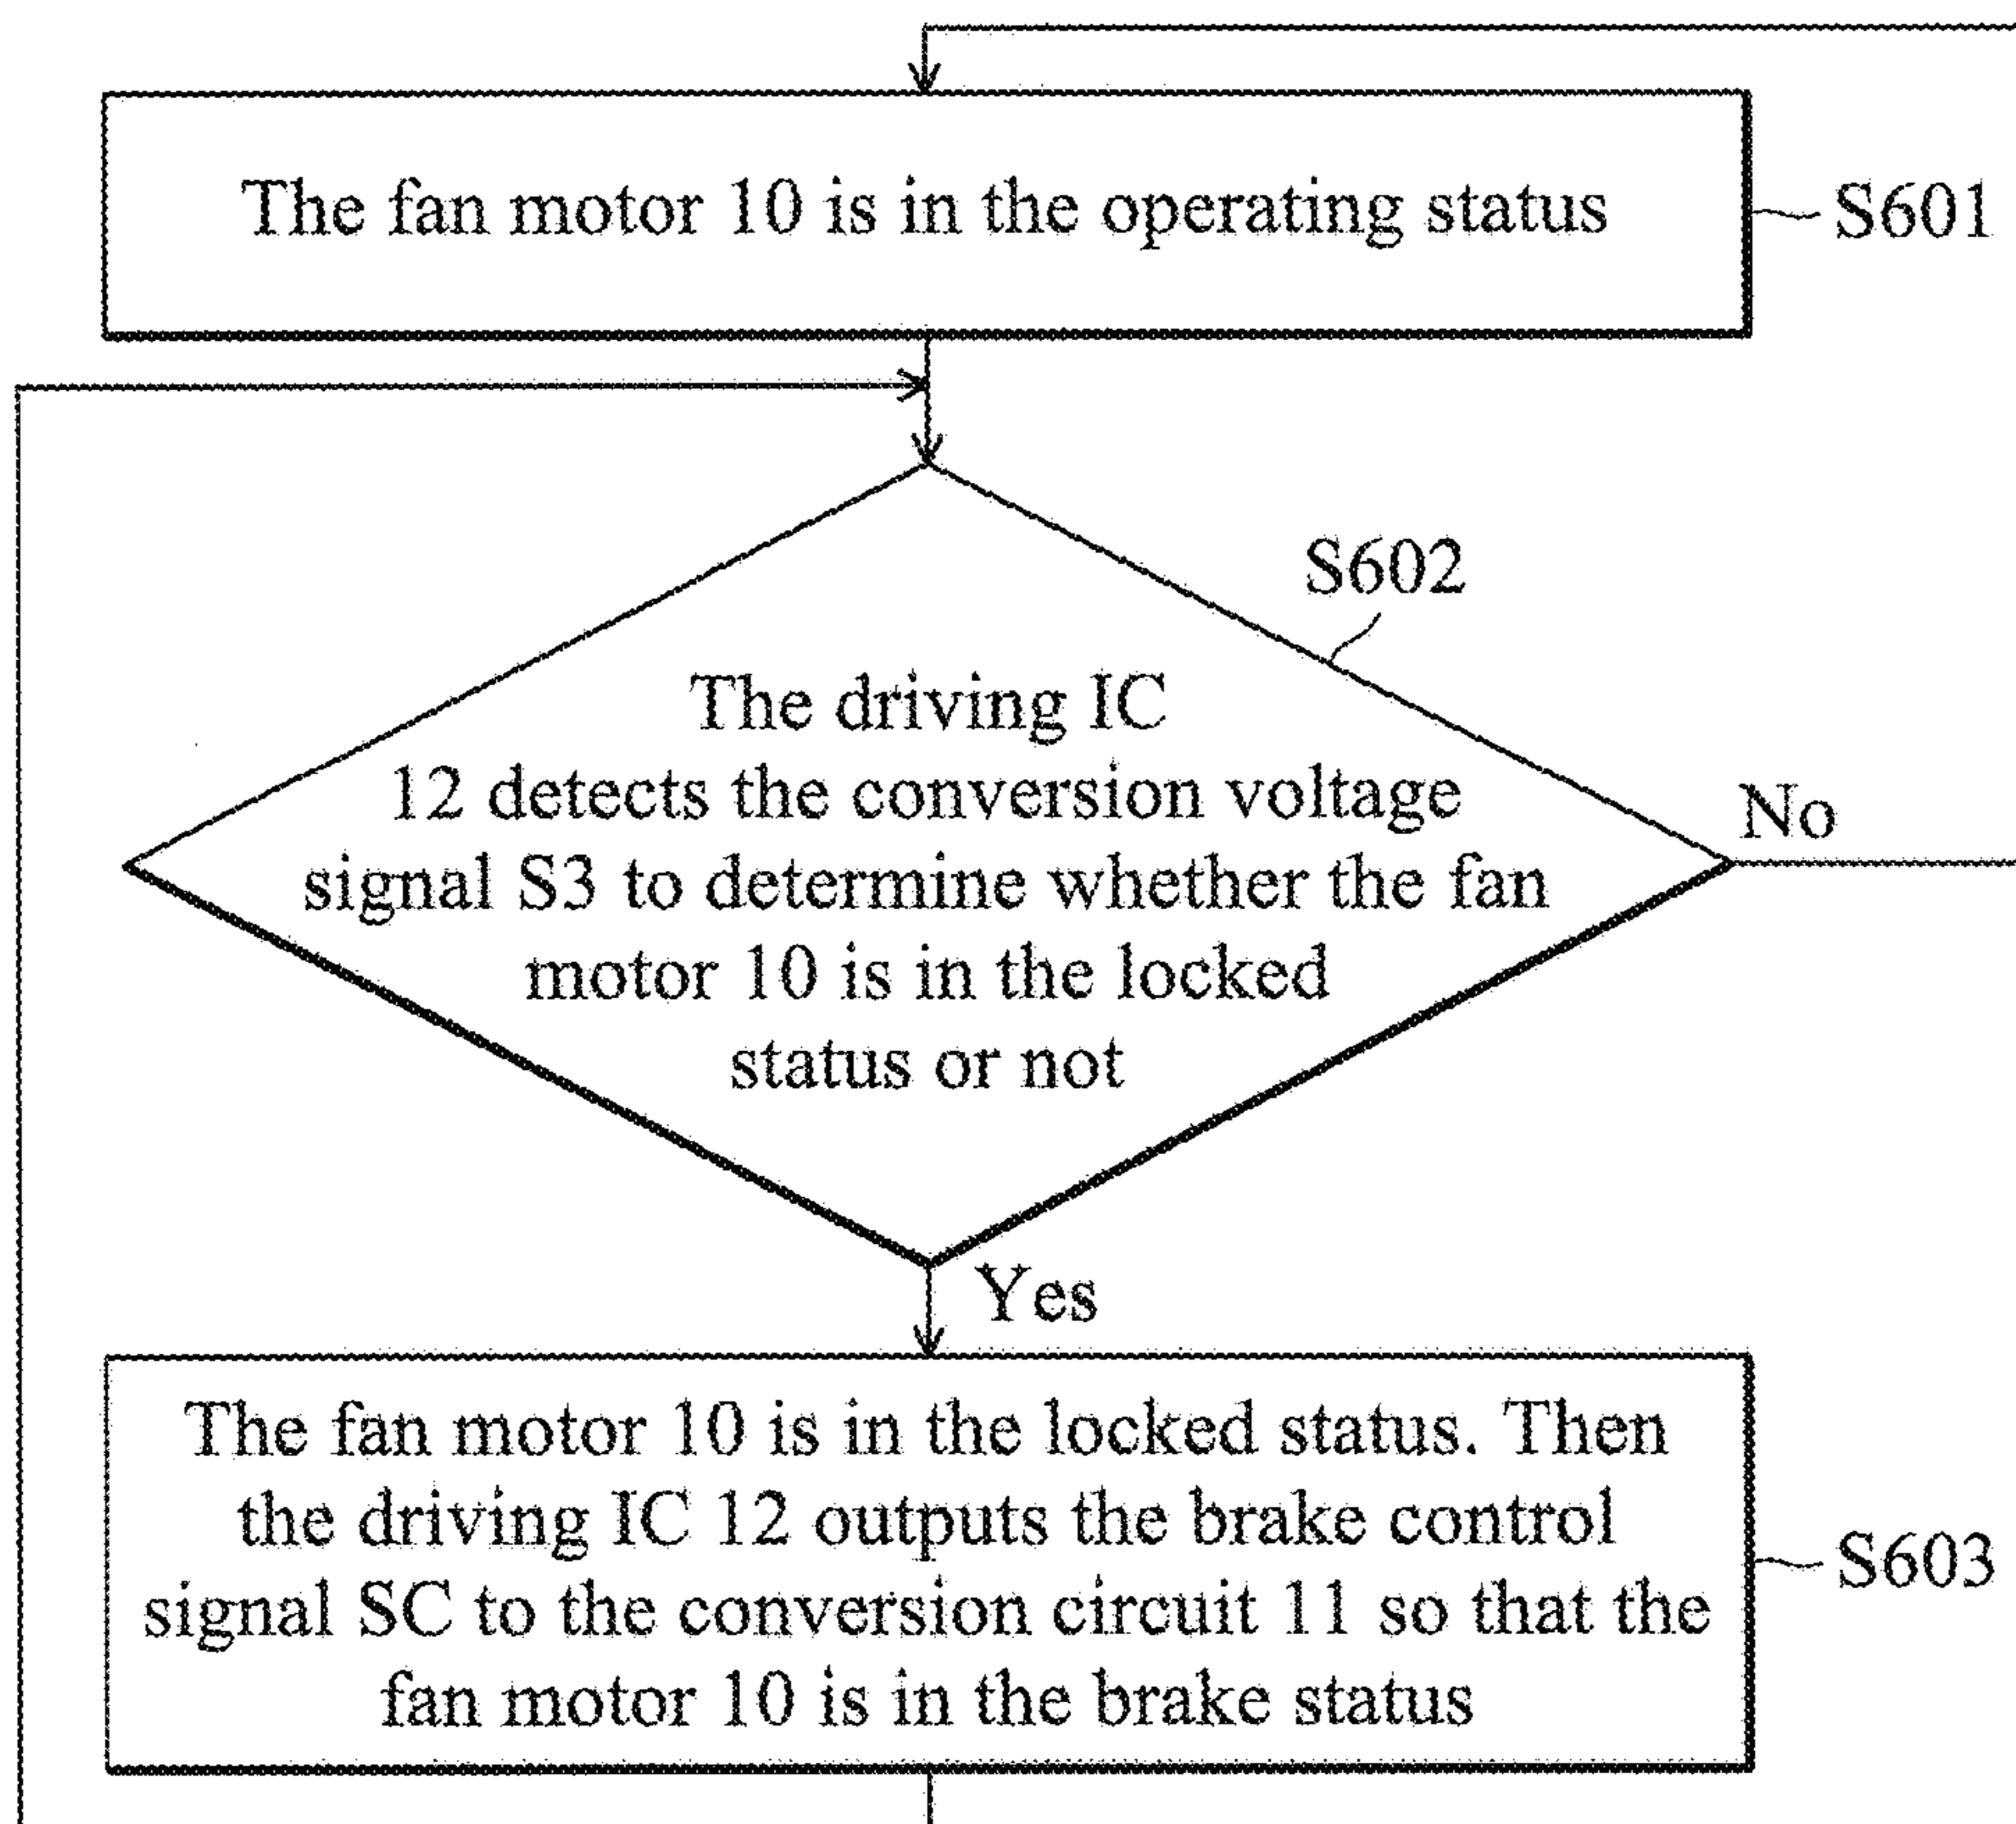 The fan motor 10 is in the operating status
S601
S602
The driving IC
12 detects the conversion voltage
signal S3 to determine whether the fan
motor 10 is in the locked
status or not
No
Yes
The fan motor 10 is in the locked status. Then
the driving IC 12 outputs the brake control
signal SC to the conversion circuit 11 so that the
fan motor 10 is in the brake status
S603